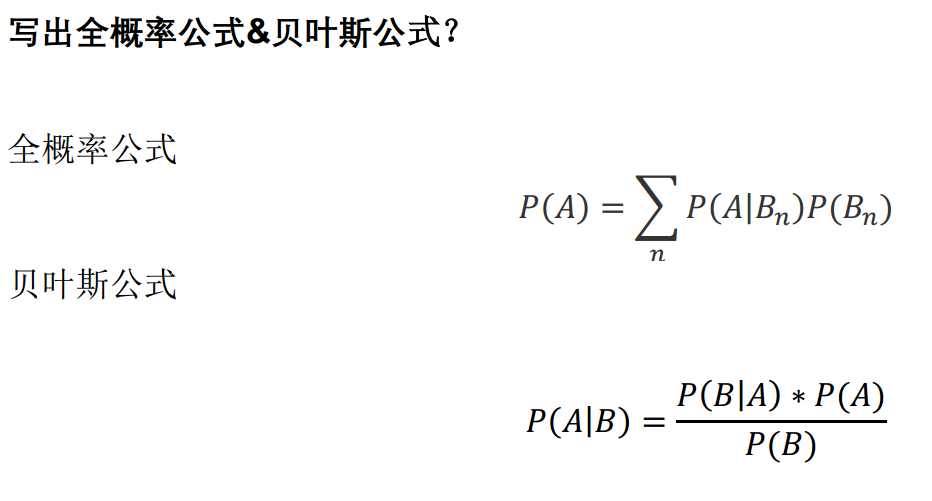 写出全概率公式&贝叶斯公式？
全概率公式
P(A) = ∑ₙ P(A|Bₙ)P(Bₙ)
贝叶斯公式
P(A|B) = P(B|A) * P(A) / P(B)